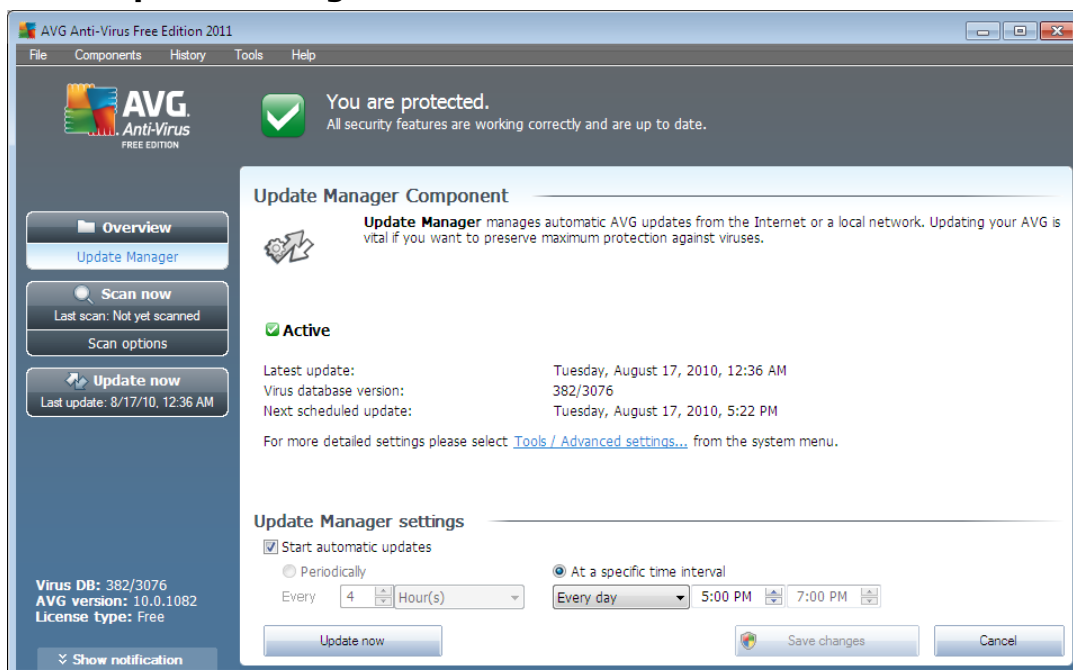 AVG Anti-Virus Free Edition 2011
File Components History Tools Help
AVG.
Anti-Virus
FREE EDITION
You are protected.
All security features are working correctly and are up to date.
Overview
Update Manager
Scan now
Last scan: Not yet scanned
Scan options
Update now
Last update: 8/17/10, 12:36 AM
Update Manager Component
Update Manager manages automatic AVG updates from the Internet or a local network. Updating your AVG is
vital if you want to preserve maximum protection against viruses.
Active
Latest update: Tuesday, August 17, 2010, 12:36 AM
Virus database version: 382/3076
Next scheduled update: Tuesday, August 17, 2010, 5:22 PM
For more detailed settings please select Tools / Advanced settings... from the system menu.
Update Manager settings
Start automatic updates
Periodically At a specific time interval
Every 4 Hour(s) Every day 5:00 PM 7:00 PM
Update now Save changes Cancel
Virus DB: 382/3076
AVG version: 10.0.1082
License type: Free
Show notification